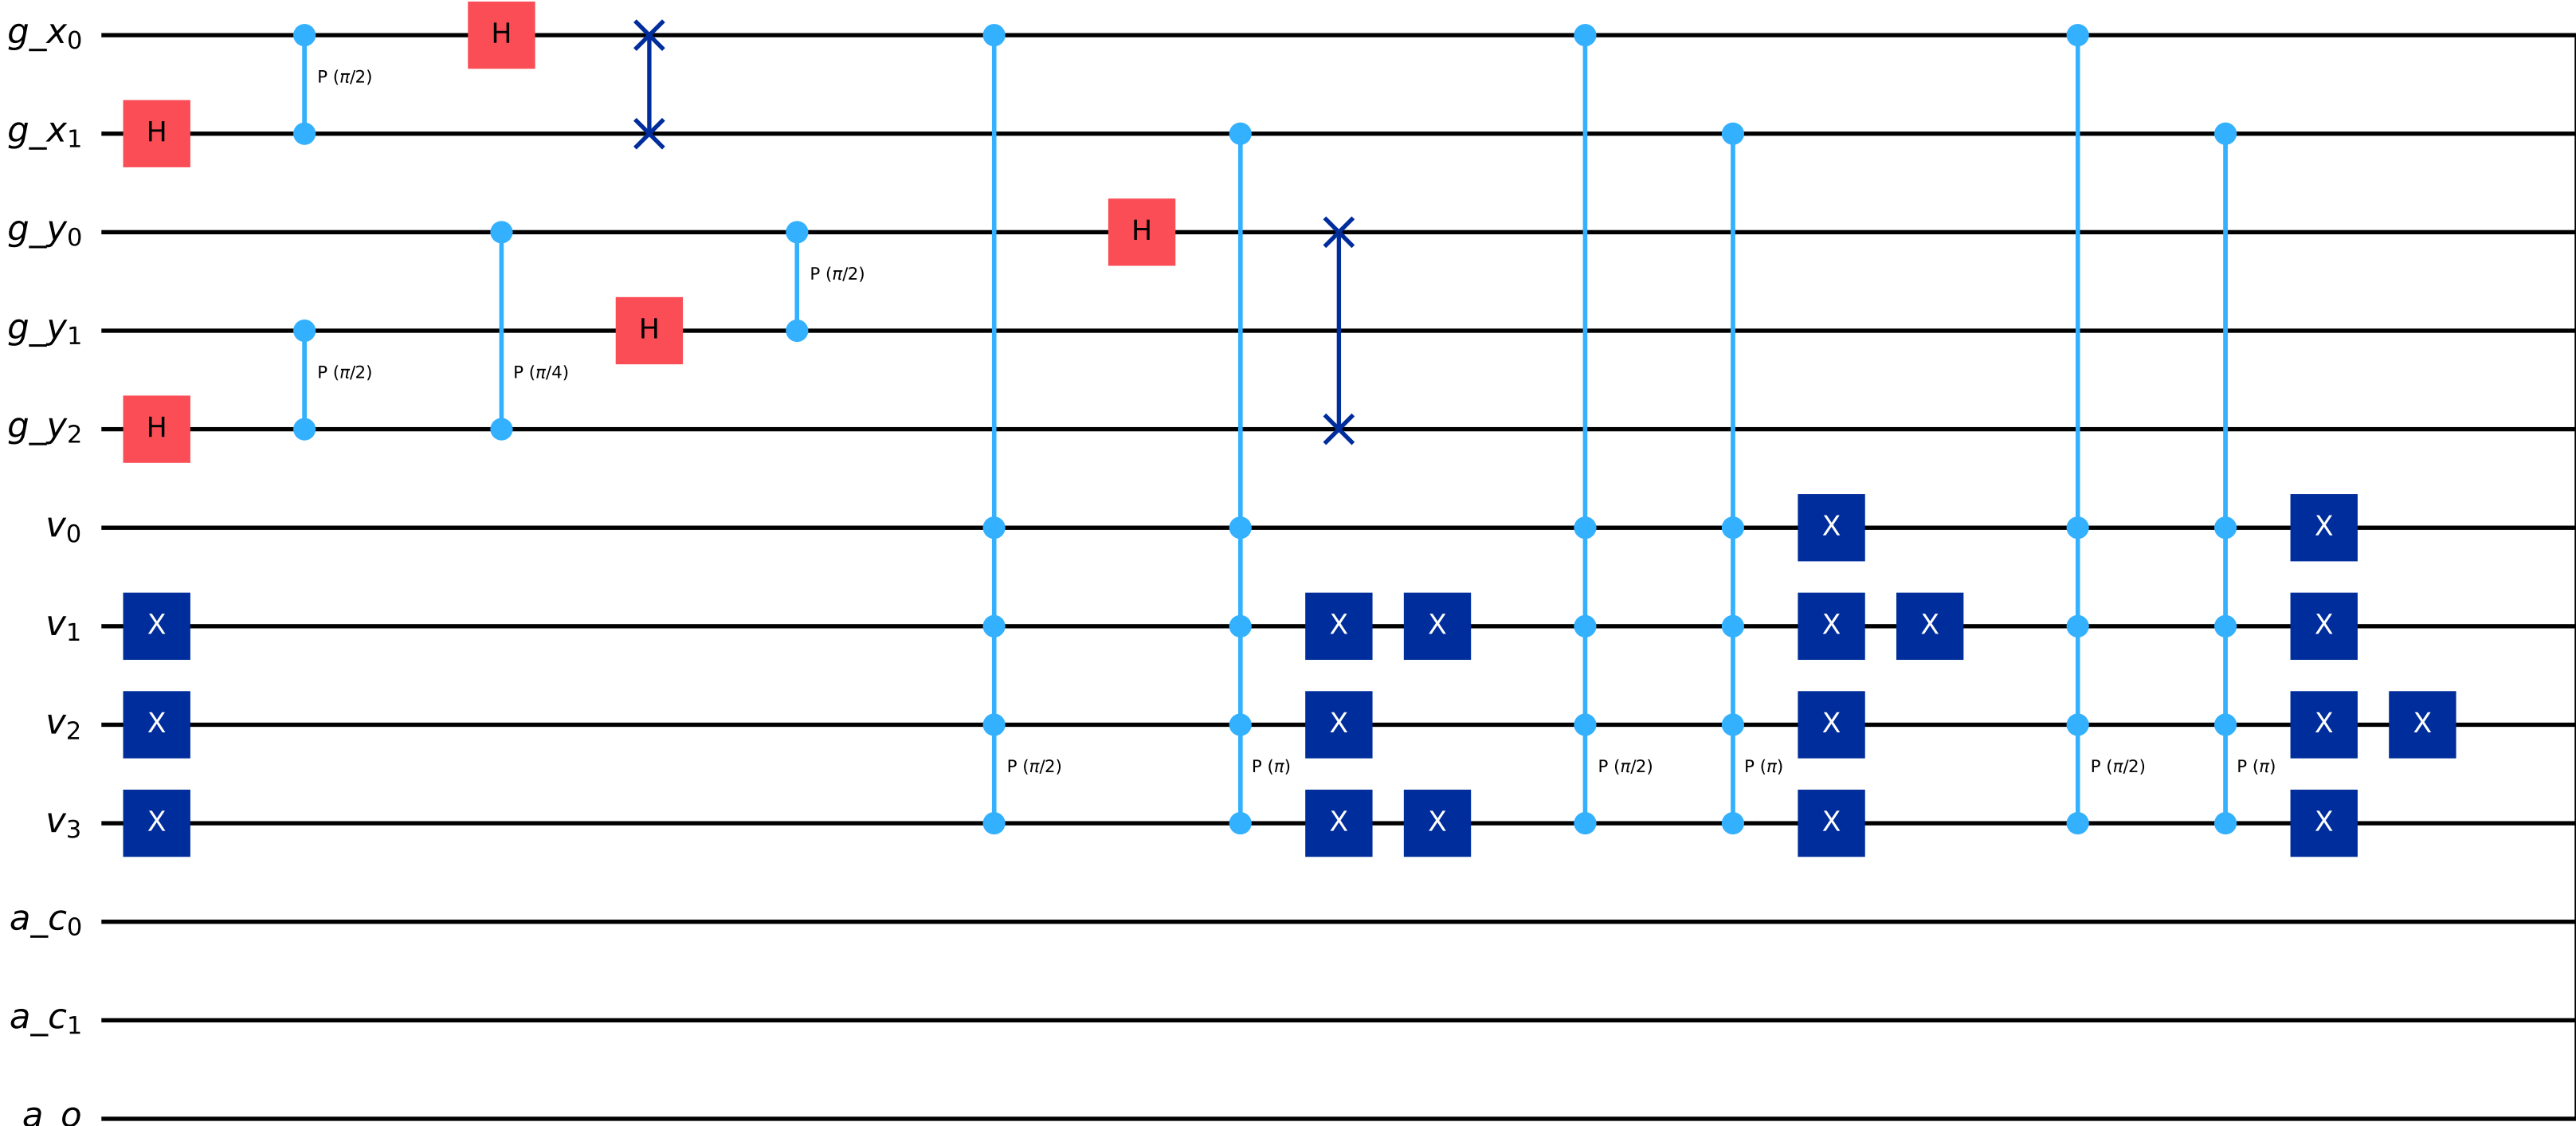 g_x0 H
P (π/2)
g_x1 H
g_y0 H
P (π/2)
g_y1 H
P (π/2) P (π/4)
g_y2 H
v0 X X
v1 X X X X X X
v2 X X X X X
P (π/2) P (π) P (π/2) P (π) P (π/2) P (π)
v3 X X X X X
a_c0
a_c1
a_o